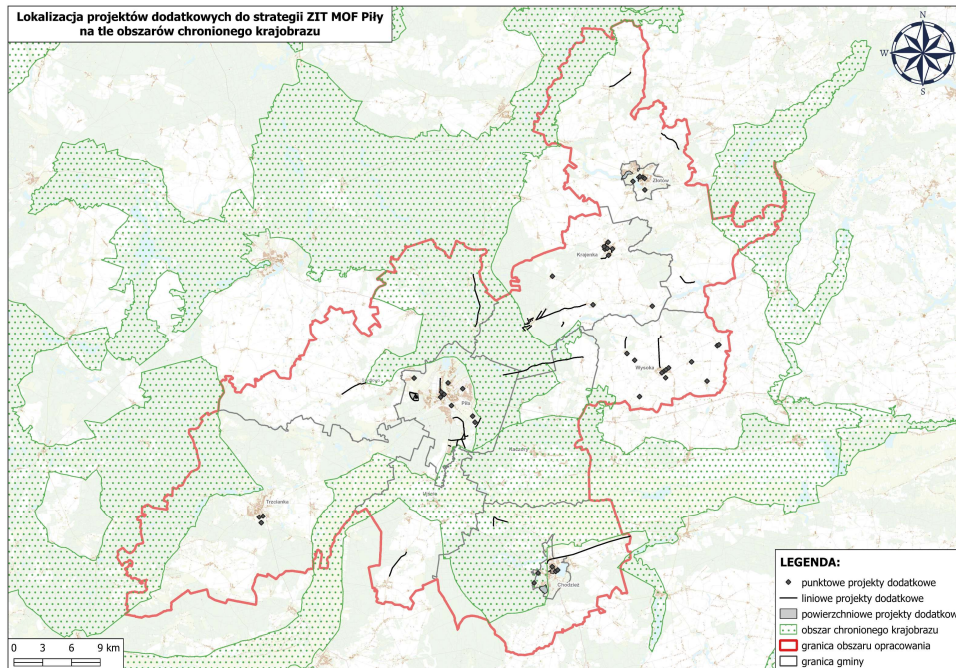 Lokalizacja projektów dodatkowych do strategii ZIT MOF Piły
na tle obszarów chronionego krajobrazu
N
W
E
S
Złotów
Krajenka
Wysoka
Piła
Kaczory
Trzcianka
Ujście
Chodzież
LEGENDA:
punktowe projekty dodatkowe
liniowe projekty dodatkowe
powierzchniowe projekty dodatkow
obszar chronionego krajobrazu
granica obszaru opracowania
granica gminy
0 3 6 9 km